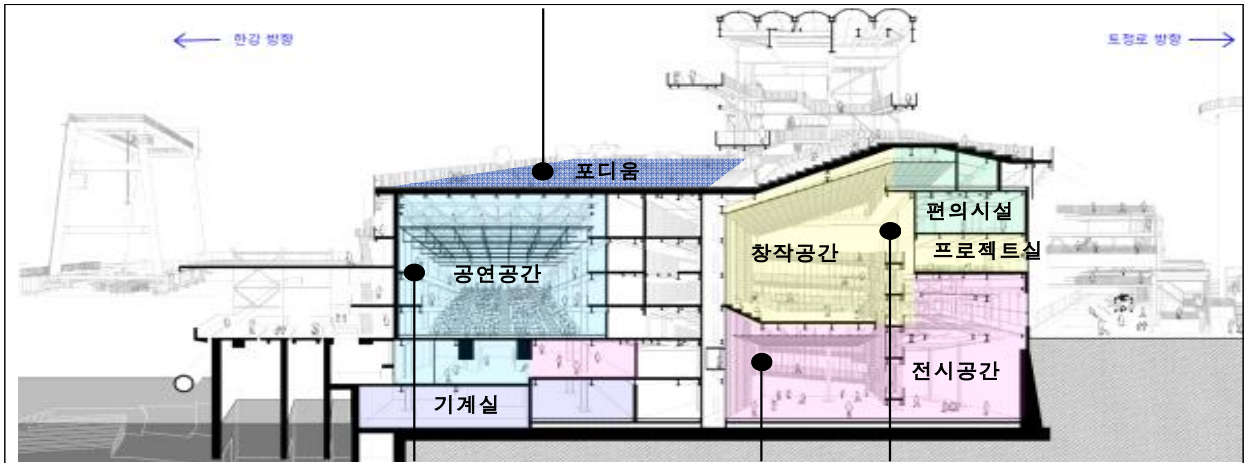 한강 방향
토정로 방향
포디움
편의시설
창작공간
프로젝트실
공연공간
전시공간
기계실